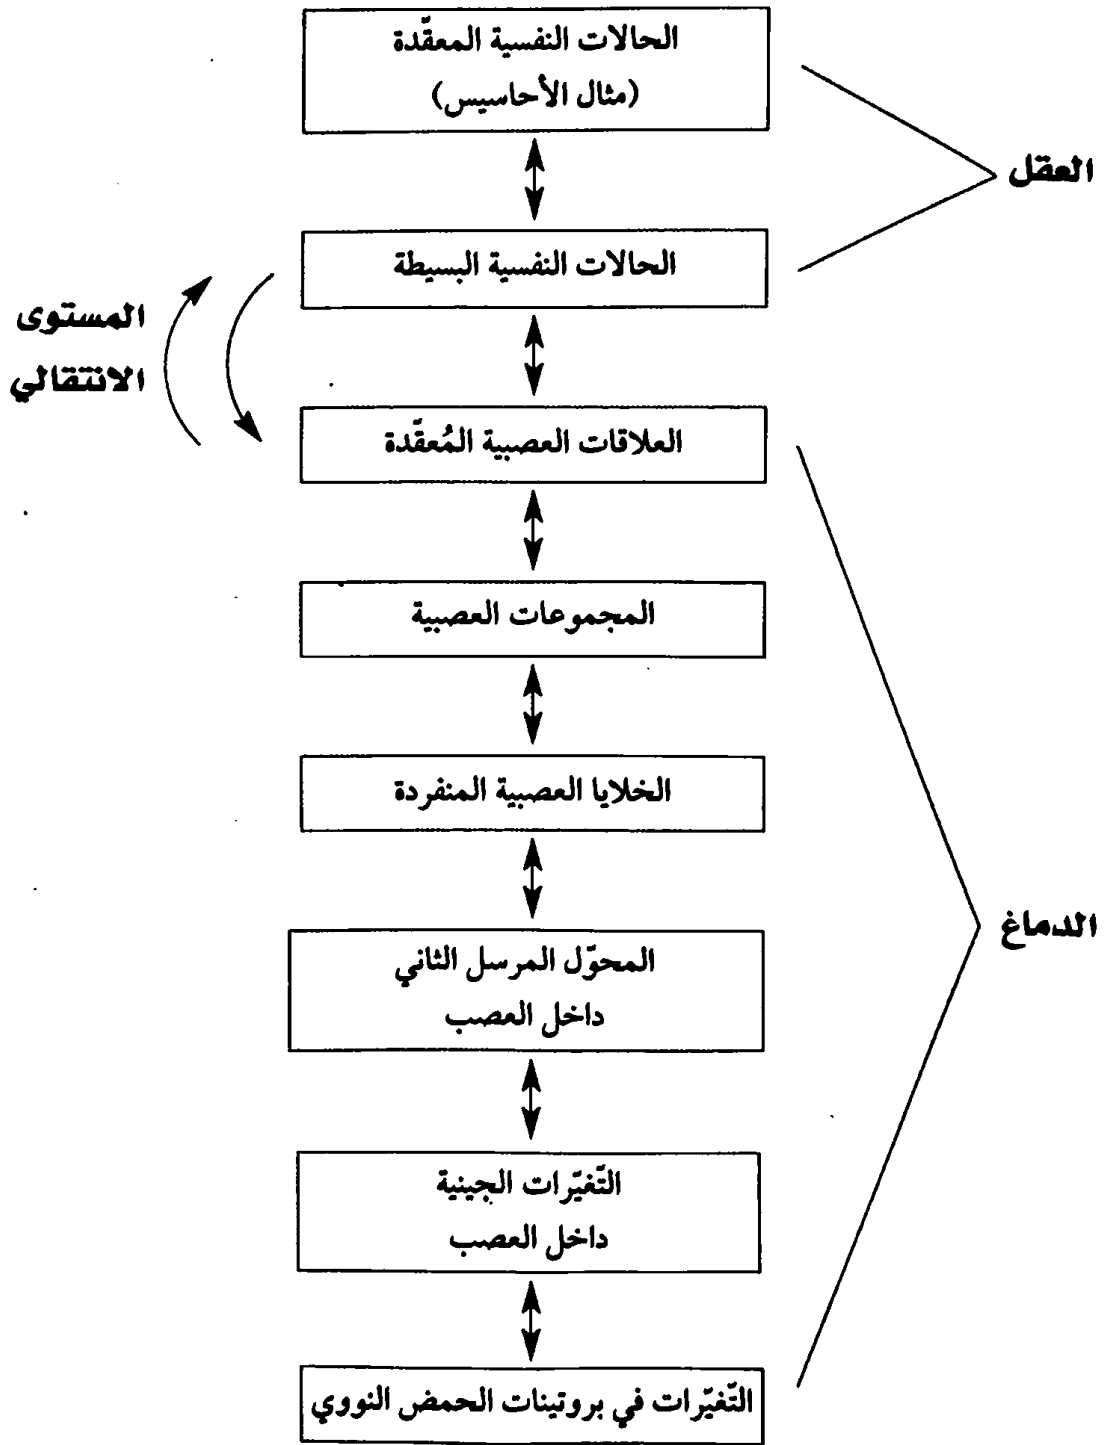 الحالات النفسية المعقّدة
(مثال الأحاسيس)
العقل
الحالات النفسية البسيطة
المستوى
الانتقالي
العلاقات العصبية المُعقَّدة
المجموعات العصبية
الخلايا العصبية المنفردة
الدماغ
المحوّل المرسل الثاني
داخل العصب
التّغيّرات الجينية
داخل العصب
التّغيّرات في بروتينات الحمض النووي